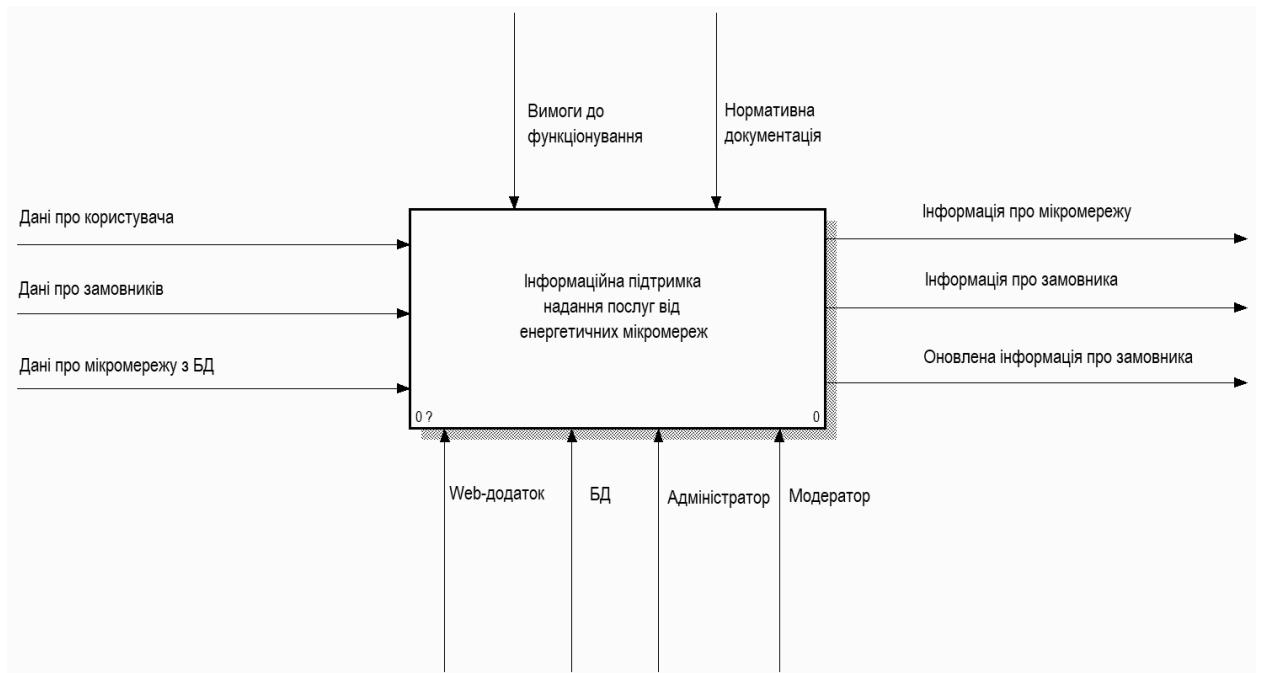 Вимоги до
функціонування
Нормативна
документація
Дані про користувача
Дані про замовників
Дані про мікромережу з БД
Інформаційна підтримка
надання послуг від
енергетичних мікромереж
0 ?
0
Інформація про мікромережу
Інформація про замовника
Оновлена інформація про замовника
Web-додаток
БД
Адміністратор
Модератор